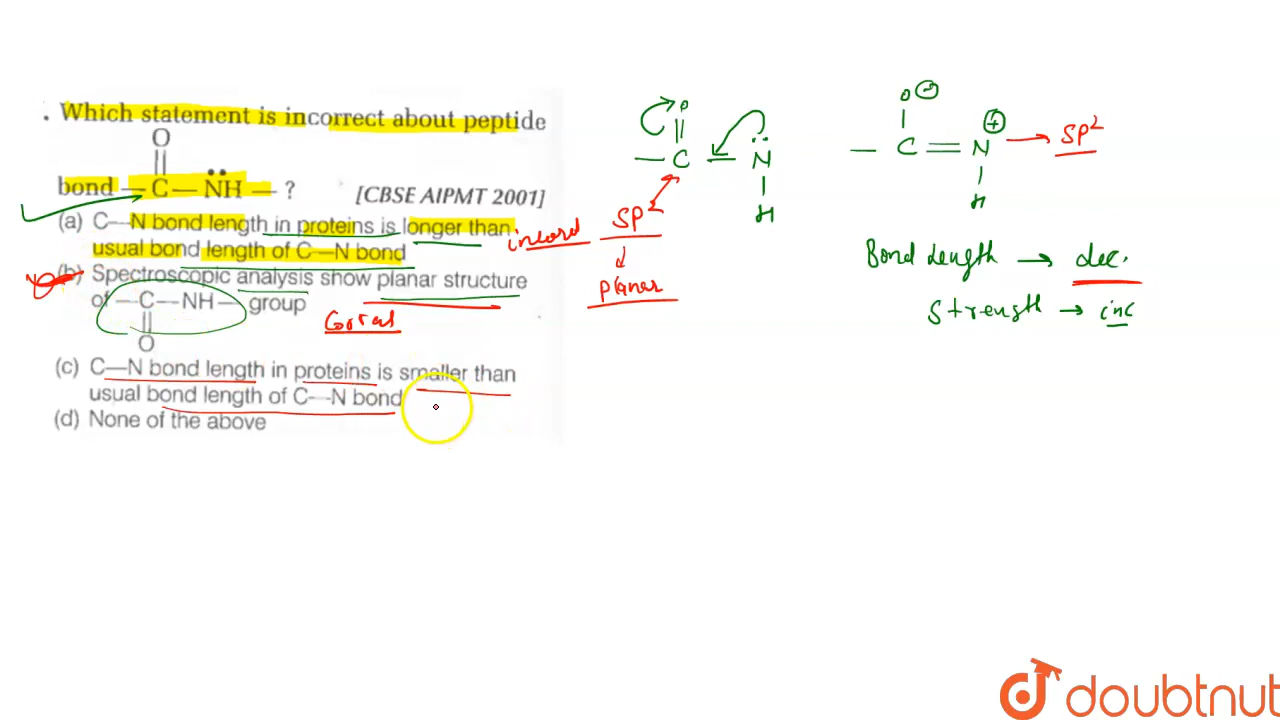 . Which statement is incorrect about peptide
O
bond — C — NH — ? [CBSE AIPMT 2001]
(a) C—N bond length in proteins is longer than
usual bond length of C—N bond
(b) Spectroscopic analysis show planar structure
of —C—NH— group
O
(c) C—N bond length in proteins is smaller than
usual bond length of C—N bond
(d) None of the above
O
— C — N
H
SP2
planar
O -
— C = N + → SP2
H
Bond Length → dec.
Strength → inc
doubtnut